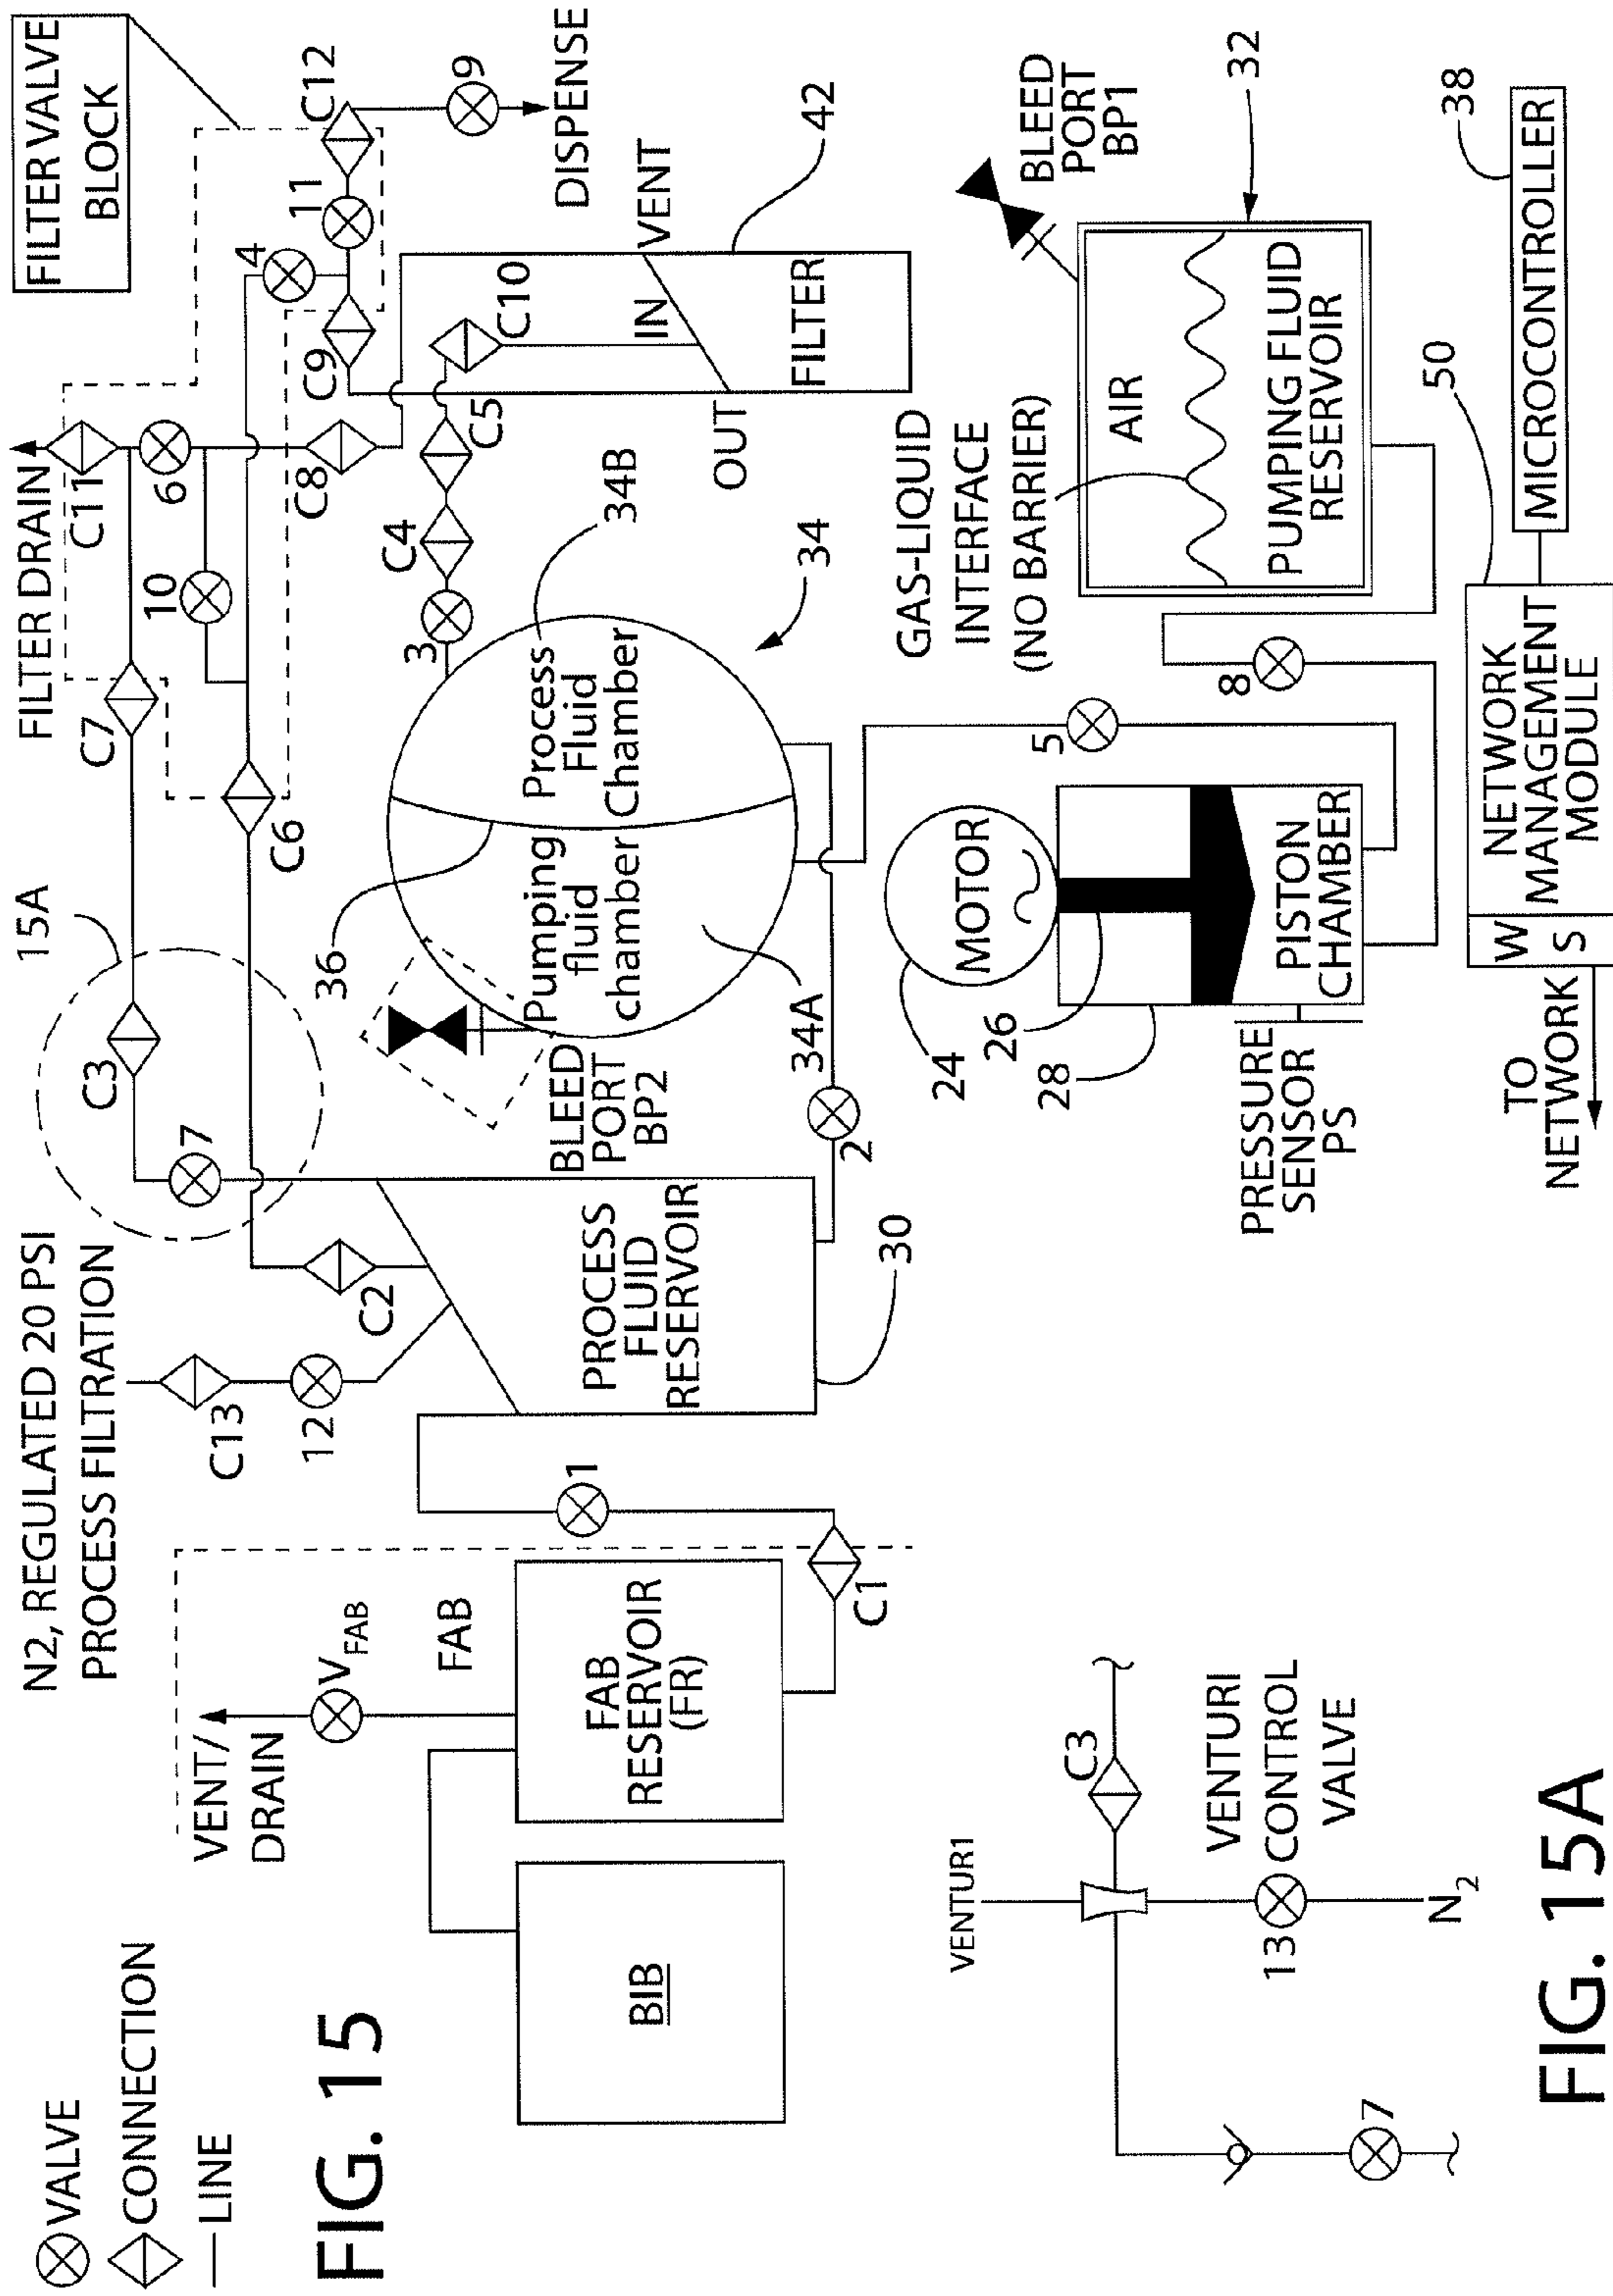 VALVE
CONNECTION
LINE
FIG. 15
N2, REGULATED 20 PSI
PROCESS FILTRATION
C13
12
VENT/
DRAIN
VFAB
FAB
BIB
FAB
RESERVOIR
(FR)
C1
1
C2
PROCESS
FLUID
RESERVOIR
30
15A
C3
7
C6
C7
FILTER DRAIN
C11
6
10
C8
FILTER VALVE
BLOCK
4
11
C12
9
DISPENSE
C9
3
C4
C5
C10
IN
VENT
OUT
FILTER
42
36
Pumping
fluid
chamber
Process
Fluid
Chamber
34B
34
34A
BLEED
PORT
BP2
2
5
8
MOTOR
24
26
28
PISTON
CHAMBER
PRESSURE
SENSOR
PS
GAS-LIQUID
INTERFACE
(NO BARRIER)
AIR
PUMPING FLUID
RESERVOIR
BLEED
PORT
BP1
32
TO
NETWORK
W
S
NETWORK
MANAGEMENT
MODULE
50
MICROCONTROLLER
38
VENTURI
C3
VENTURI
CONTROL
VALVE
13
N2
7
FIG. 15A